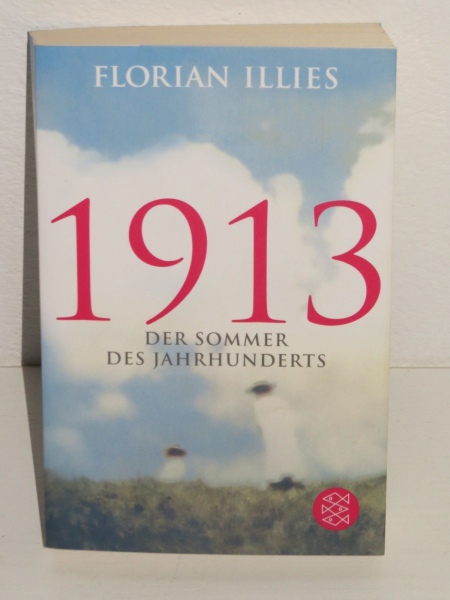 FLORIAN ILLIES
1913
DER SOMMER
DES JAHRHUNDERTS